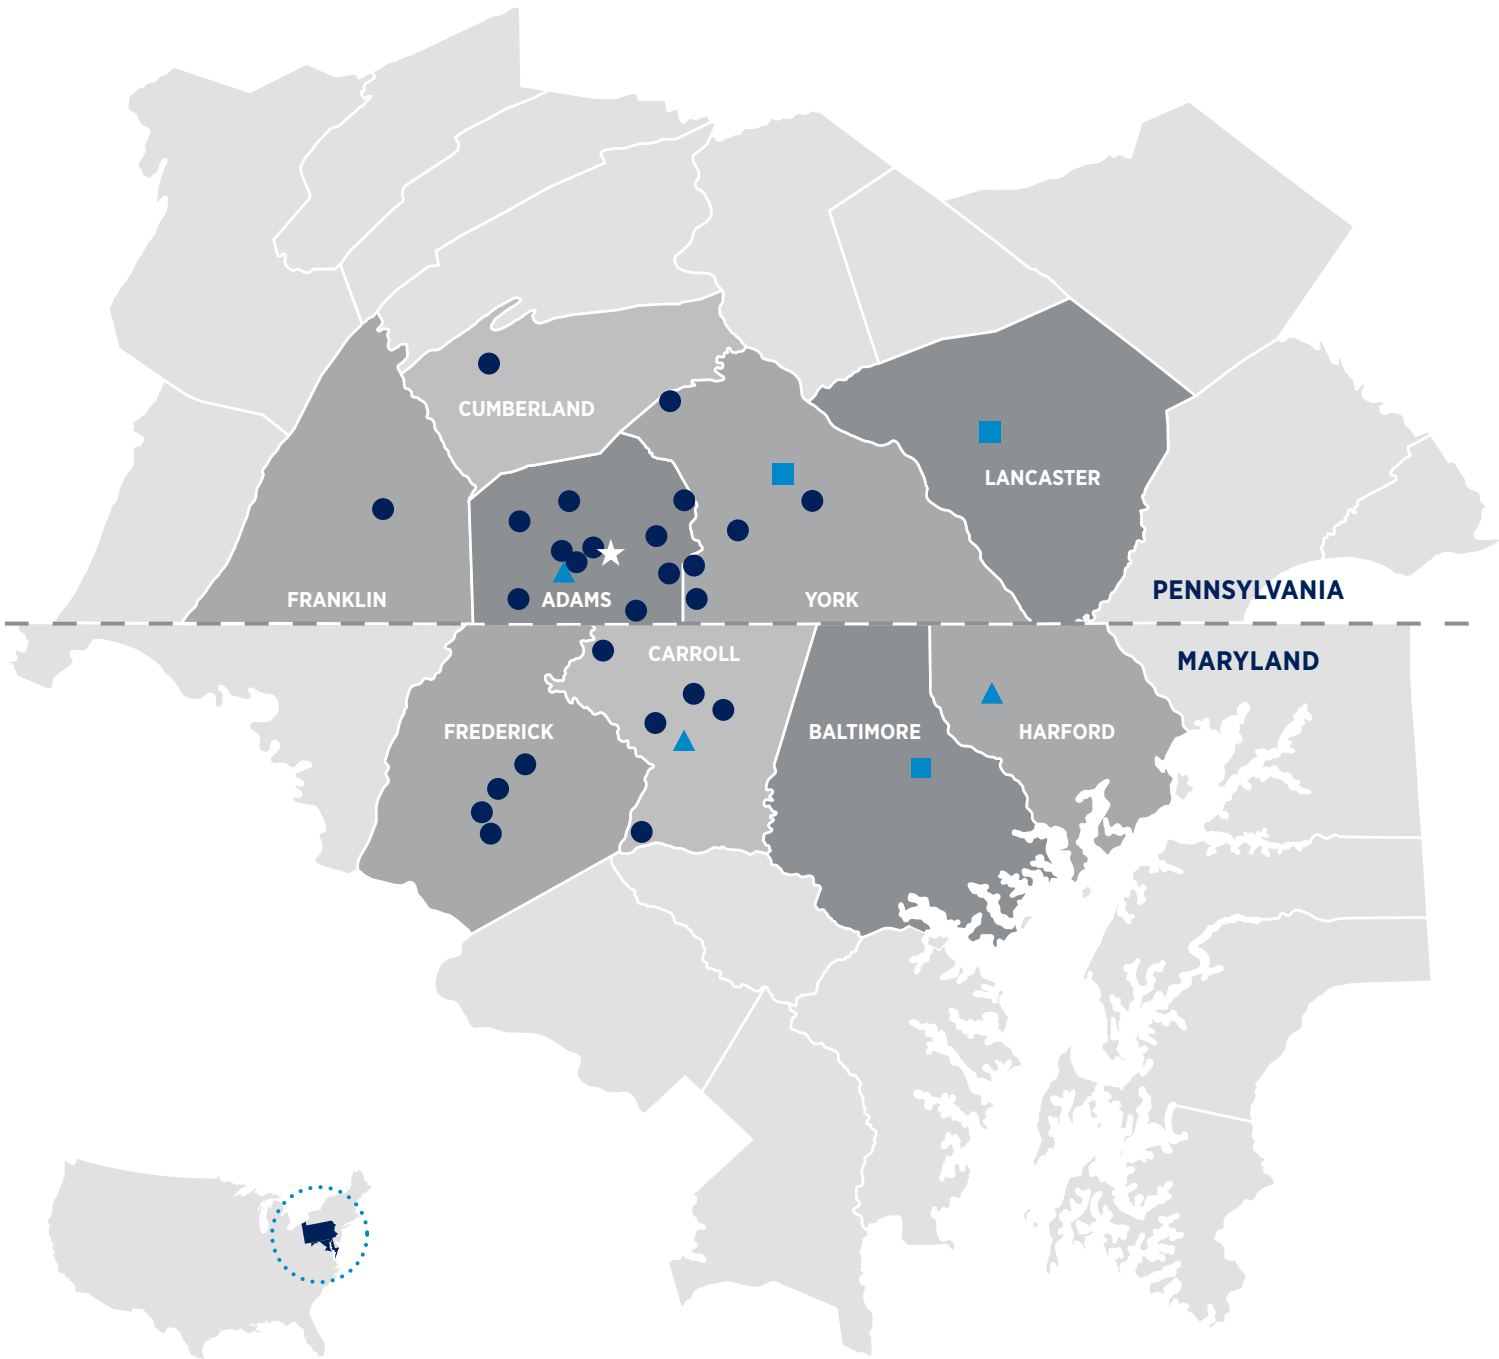 CUMBERLAND
LANCASTER
FRANKLIN
ADAMS
YORK
PENNSYLVANIA
CARROLL
MARYLAND
FREDERICK
BALTIMORE
HARFORD